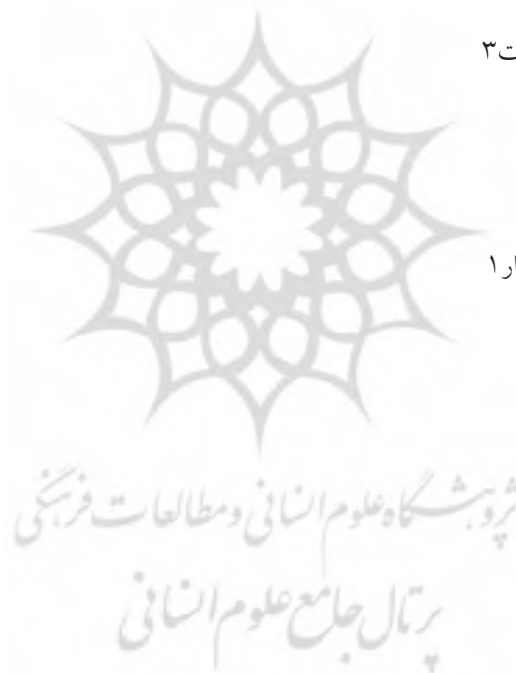 ت۳
ار۱
پژوهشگاه علوم انسانی و مطالعات فرهنگی
پرتال جامع علوم انسانی